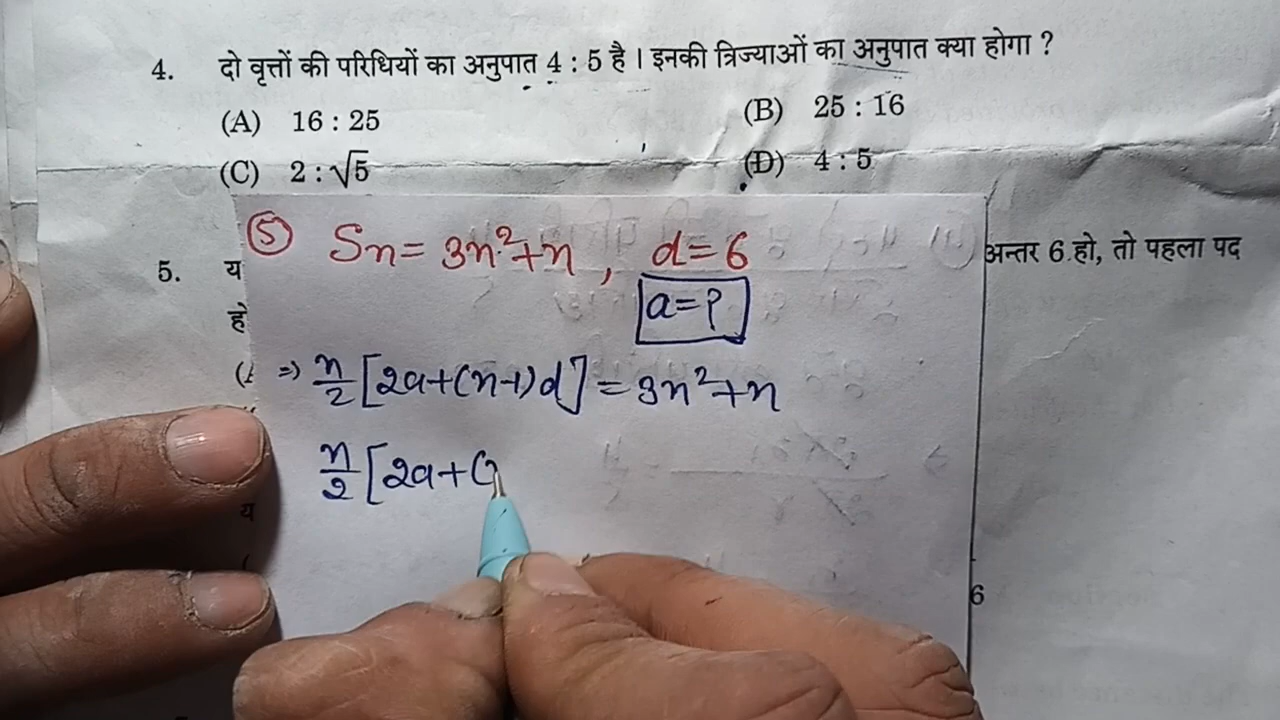 4. दो वृत्तों की परिधियों का अनुपात 4 : 5 है । इनकी त्रिज्याओं का अनुपात क्या होगा ?
(A) 16 : 25 (B) 25 : 16
(C) 2 : √5 (D) 4 : 5
⑤ Sn = 3n²+n , d=6
5. य अन्तर 6 हो, तो पहला पद
a=?
हो
⇒ n/2 [2a+(n-1)d] = 3n²+n
n/2 [2a+(
6